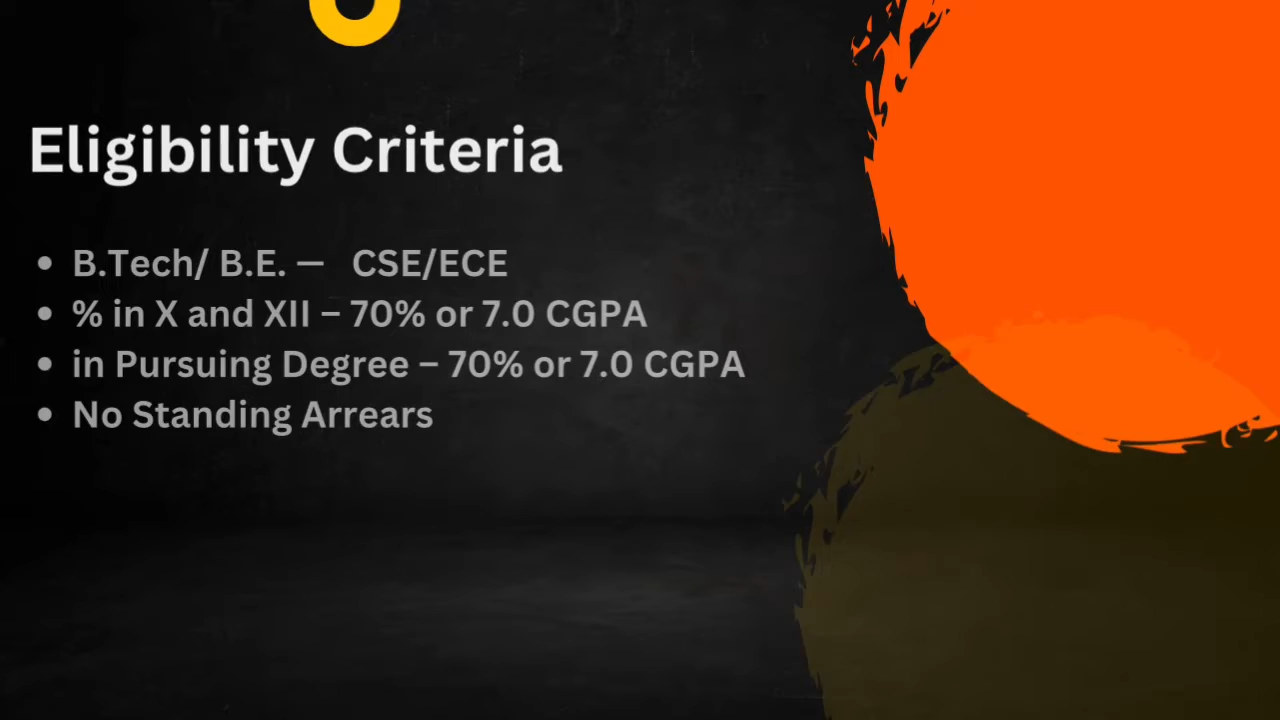 Eligibility Criteria
• B.Tech/ B.E. — CSE/ECE
• % in X and XII – 70% or 7.0 CGPA
• in Pursuing Degree – 70% or 7.0 CGPA
• No Standing Arrears